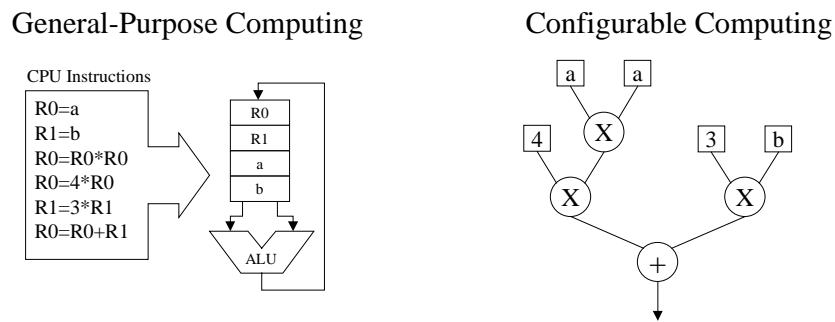 General-Purpose Computing
CPU Instructions
R0=a
R1=b
R0=R0*R0
R0=4*R0
R1=3*R1
R0=R0+R1
R0
R1
a
b
ALU
Configurable Computing
a a
X
4 3 b
X X
+